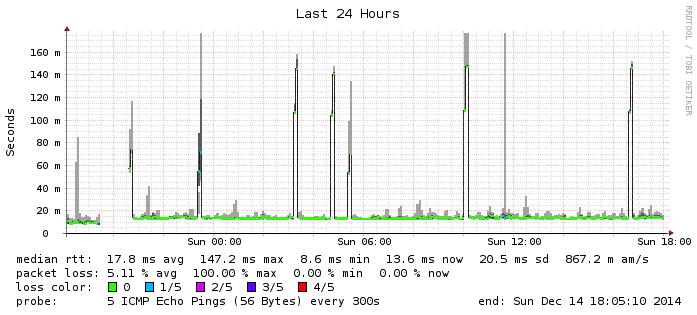 Last 24 Hours
RRDTOOL / TOBI OETIKER
Seconds
160 m
140 m
120 m
100 m
80 m
60 m
40 m
20 m
0
Sun 00:00 Sun 06:00 Sun 12:00 Sun 18:00
median rtt: 17.8 ms avg 147.2 ms max 8.6 ms min 13.6 ms now 20.5 ms sd 867.2 m am/s
packet loss: 5.11 % avg 100.00 % max 0.00 % min 0.00 % now
loss color: 0 1/5 2/5 3/5 4/5
probe: 5 ICMP Echo Pings (56 Bytes) every 300s end: Sun Dec 14 18:05:10 2014